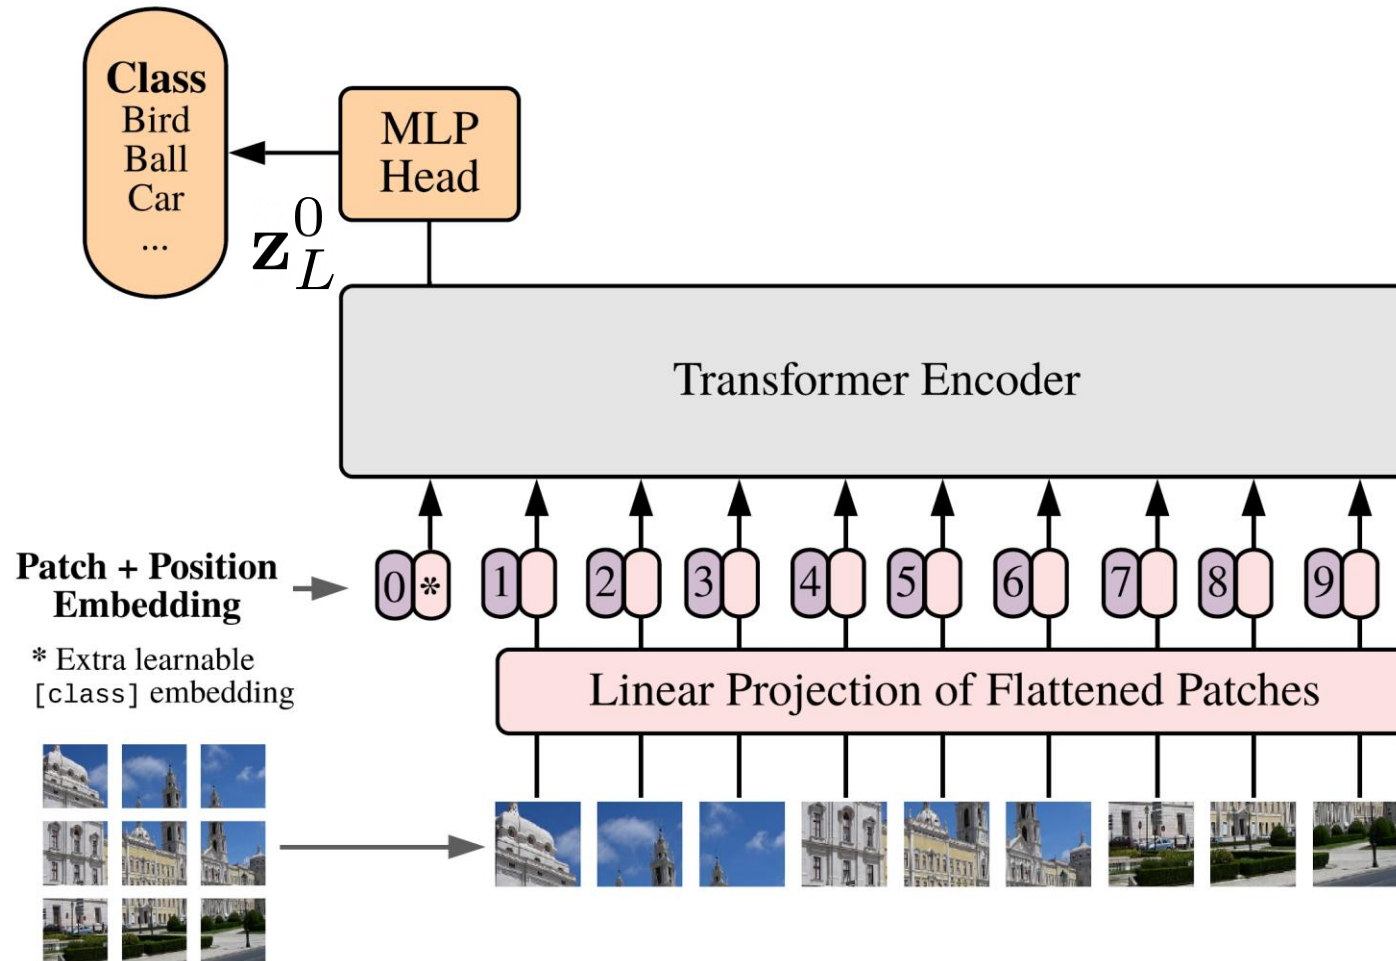 Class
Bird
Ball
Car
...
MLP
Head
z_L^0
Transformer Encoder
Patch + Position
Embedding
0 * 1 2 3 4 5 6 7 8 9
* Extra learnable
[class] embedding
Linear Projection of Flattened Patches